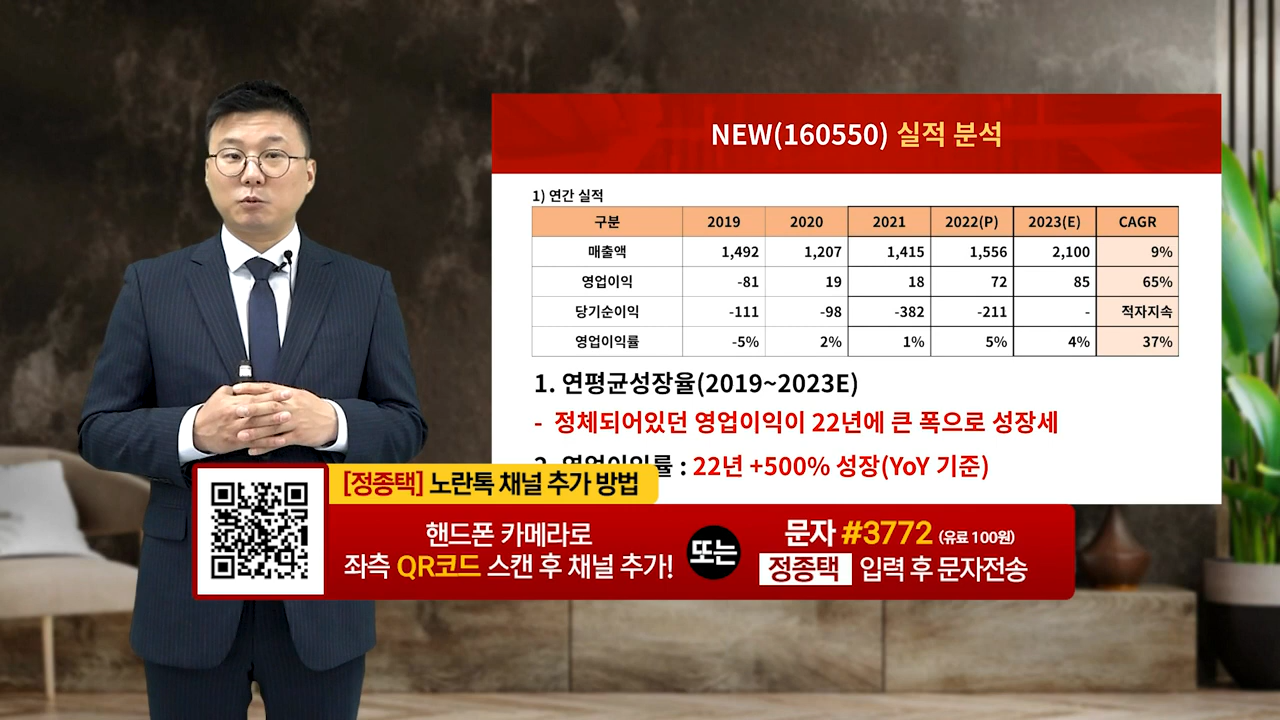 NEW(160550) 실적 분석
1) 연간 실적
구분 2019 2020 2021 2022(P) 2023(E) CAGR
매출액 1,492 1,207 1,415 1,556 2,100 9%
영업이익 -81 19 18 72 85 65%
당기순이익 -111 -98 -382 -211 - 적자지속
영업이익률 -5% 2% 1% 5% 4% 37%
1. 연평균성장율(2019~2023E)
- 정체되어있던 영업이익이 22년에 큰 폭으로 성장세
2. 영업이익률 : 22년 +500% 성장(YoY 기준)
[정종택] 노란톡 채널 추가 방법
핸드폰 카메라로
좌측 QR코드 스캔 후 채널 추가!
또는
문자 #3772 (유료 100원)
정종택 입력 후 문자전송